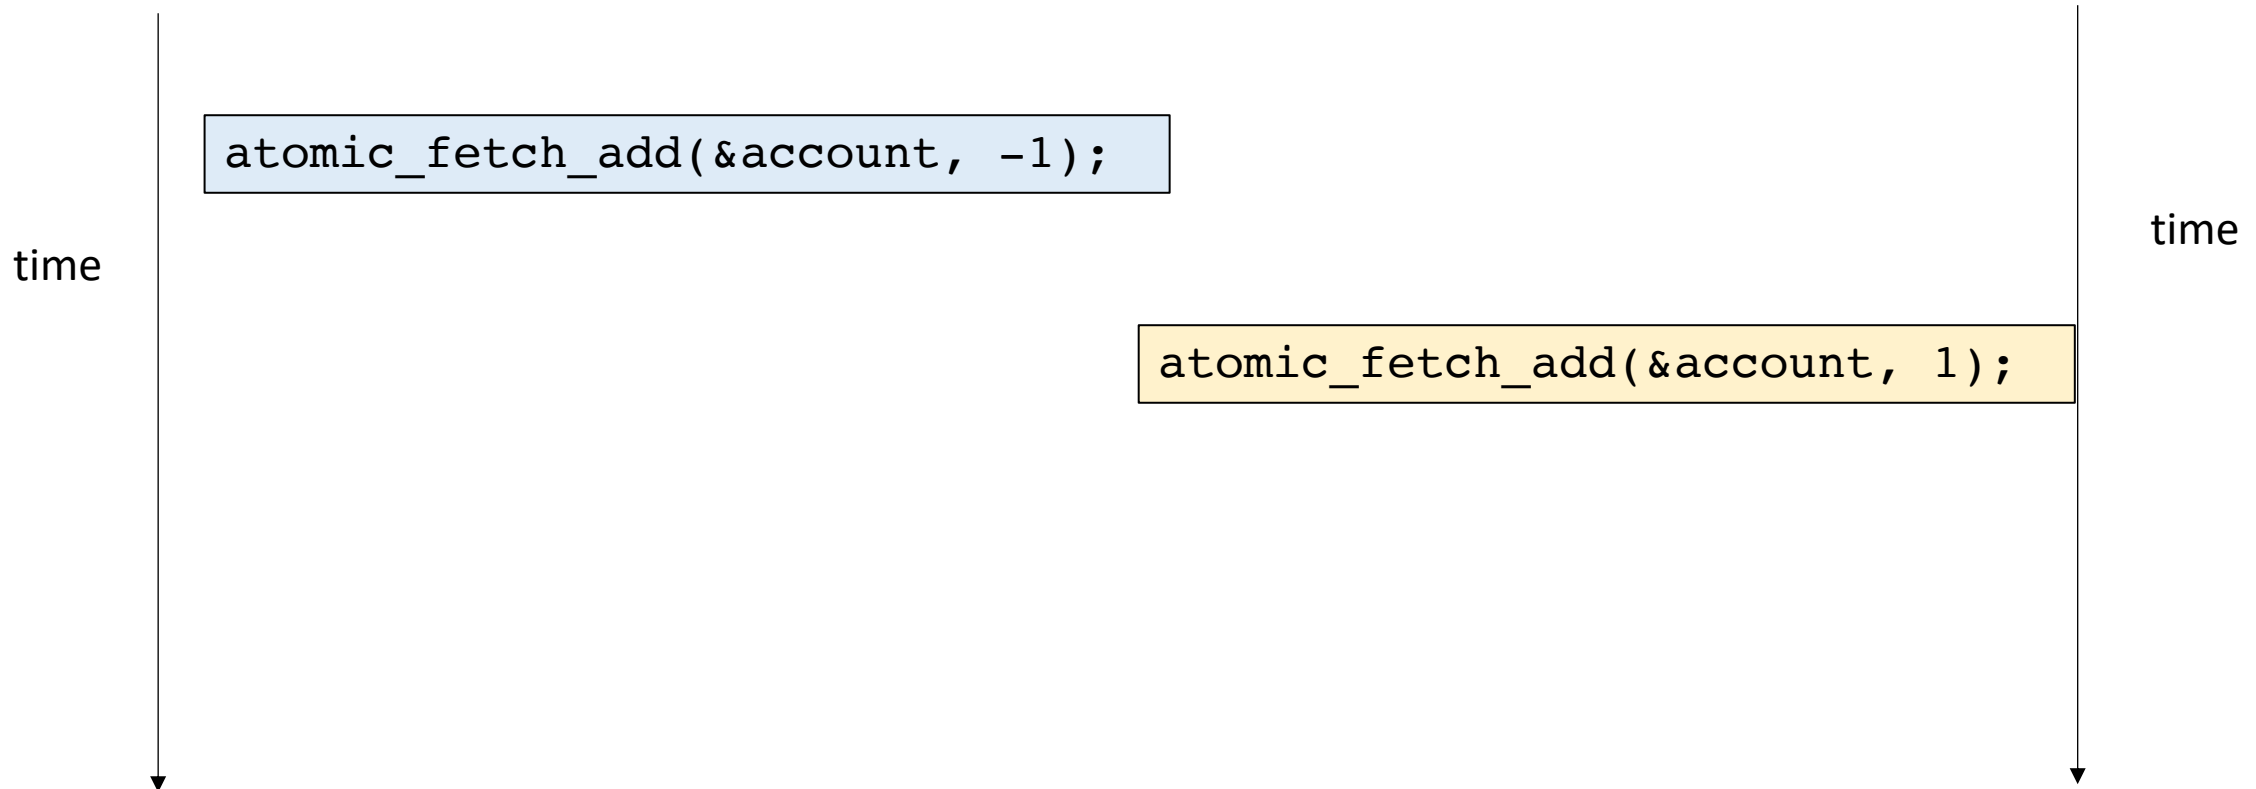 atomic_fetch_add(&account, -1);
time
time
atomic_fetch_add(&account, 1);